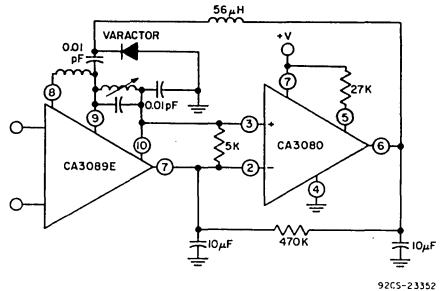 56μH
VARACTOR
+V
0.01
pF
0.01pF
27K
8
9
10
7
5
3
+
5K
CA3089E
7
2
-
CA3080
6
4
10μF
470K
10μF
92CS-23352